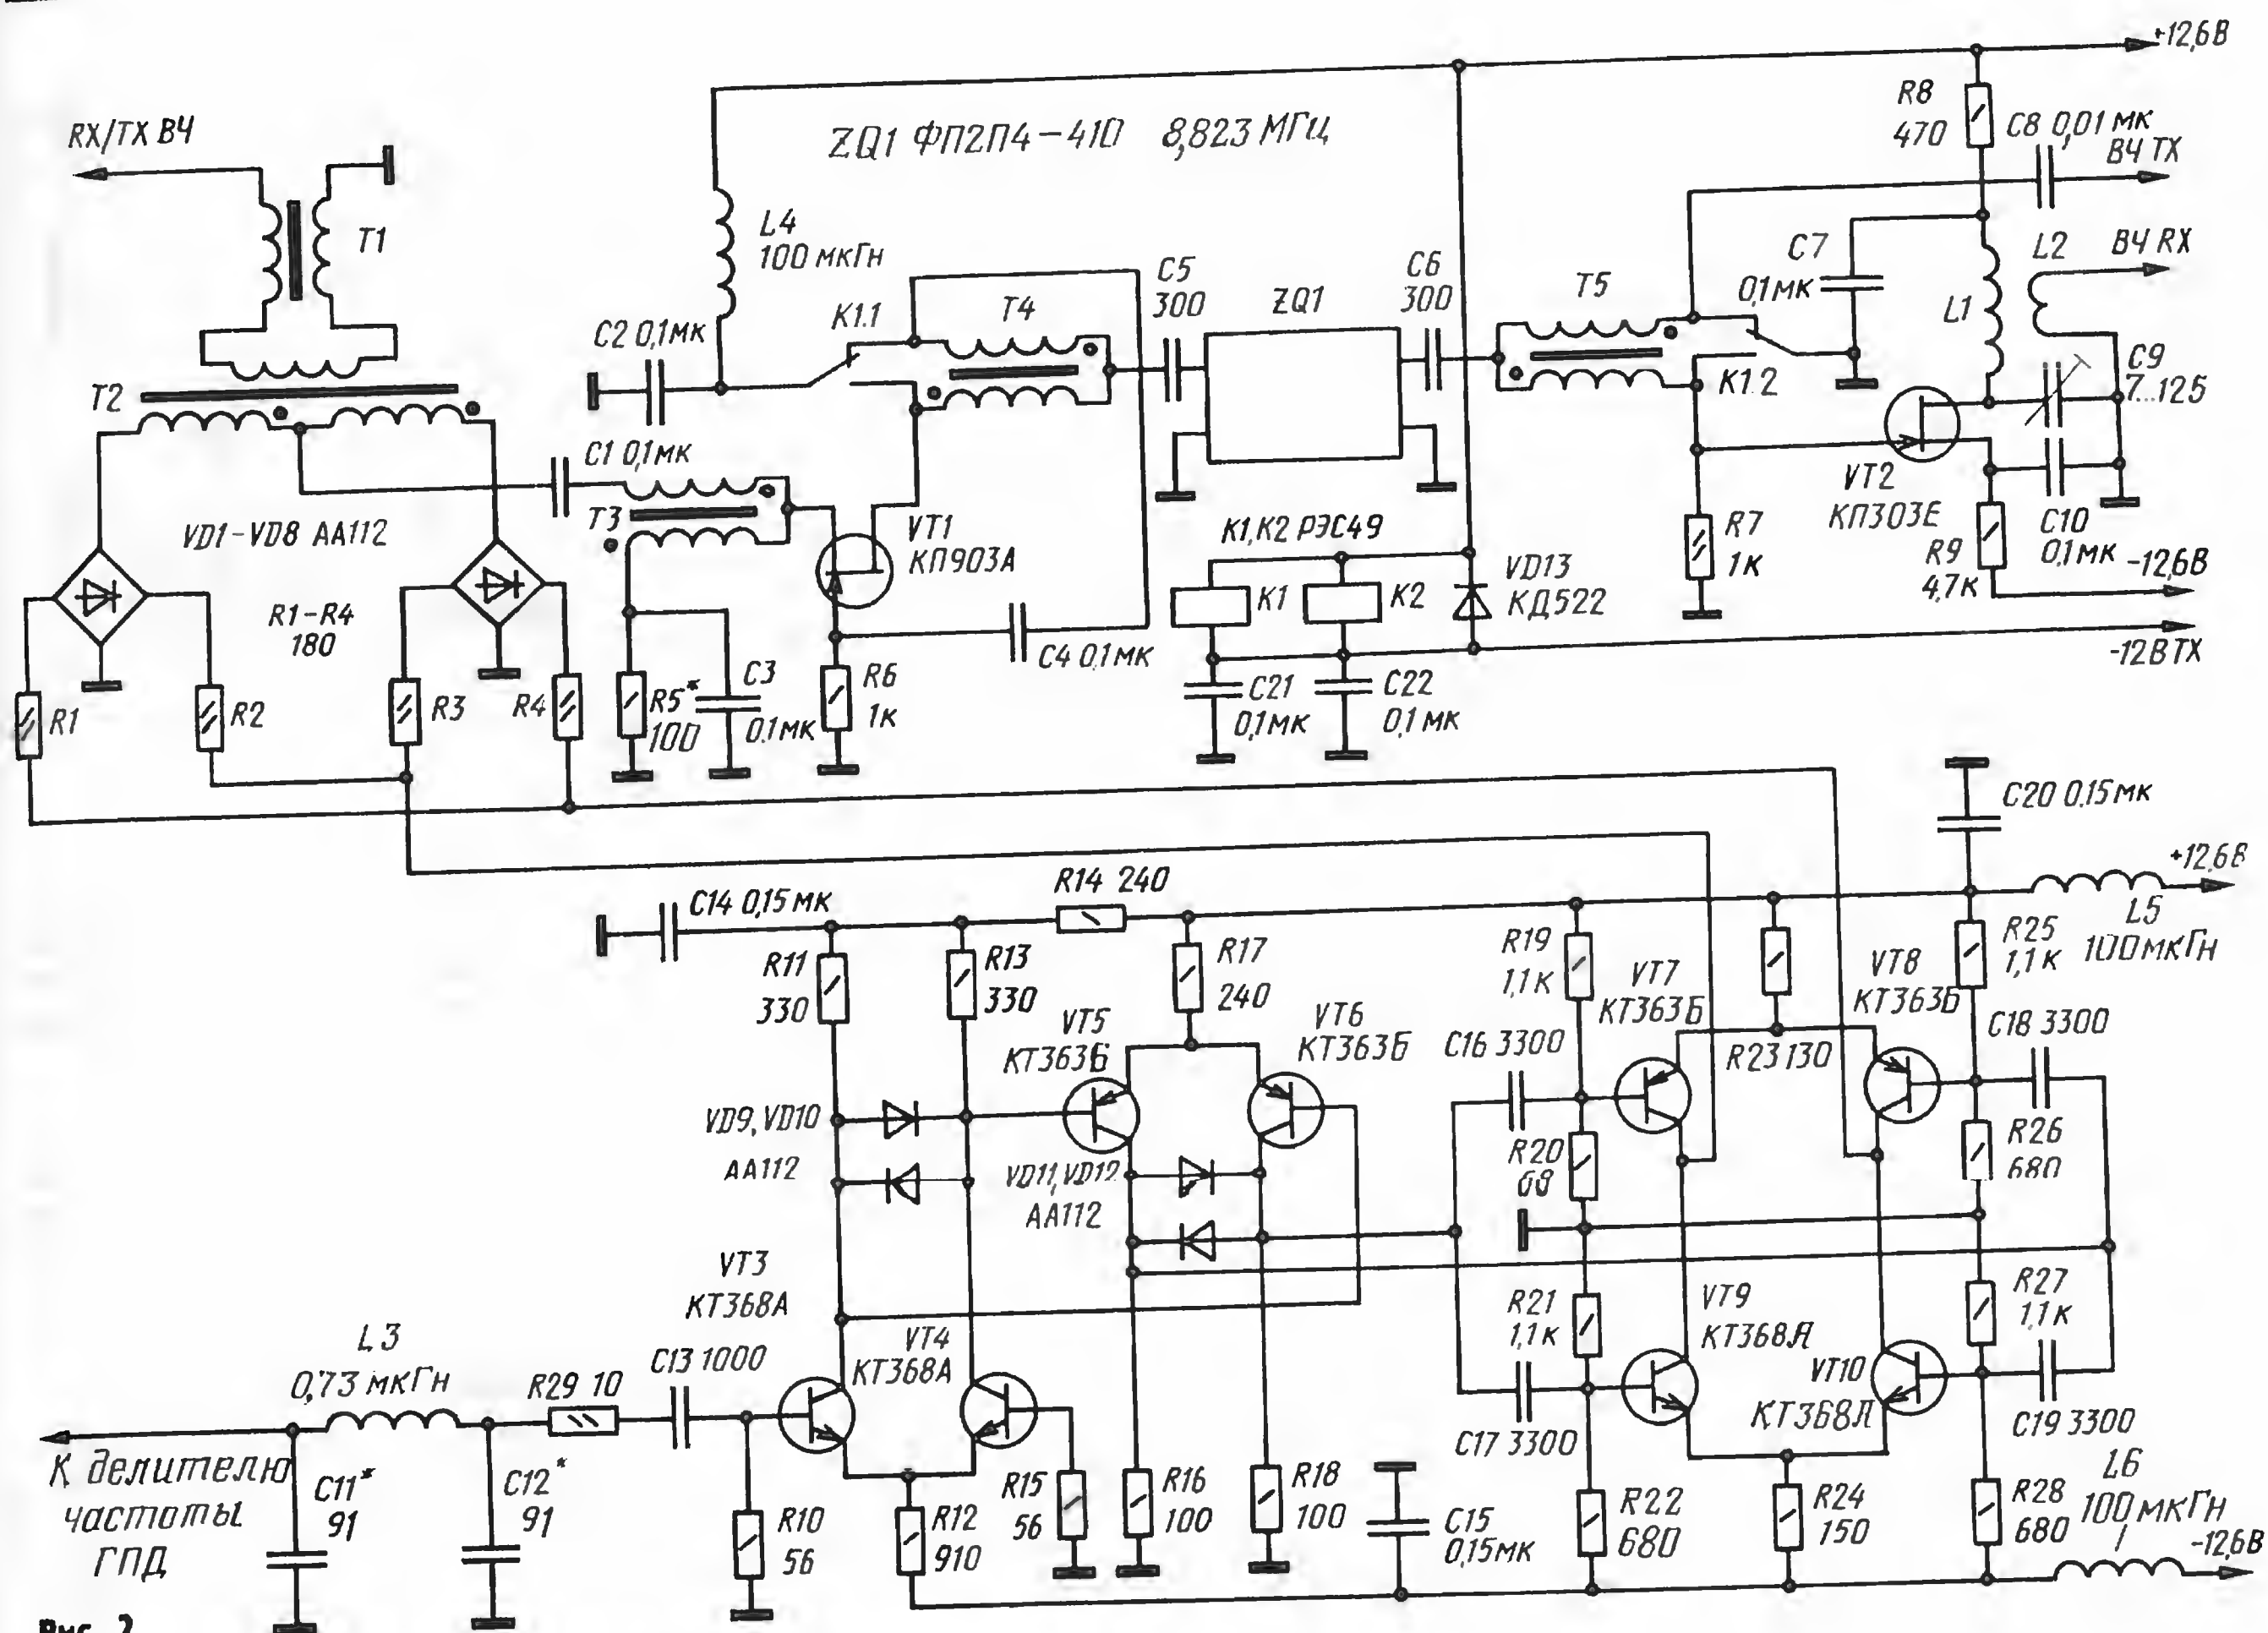 +12,6В
RX/TX ВЧ
ZQ1 ФП2П4-410 8,823 МГц
R8
470
C8 0,01 мк
ВЧ TX
T1
L4
100 мкГн
C7
0,1мк
L2
ВЧ RX
C5
300
C6
300
T5
ZQ1
L1
T4
K1.1
C2 0,1мк
T2
K1.2
C9
7...125
C1 0,1мк
T3
VT1
КП903А
VT2
КП303Е
VD1-VD8 АА112
R1-R4
180
K1,K2 РЭС49
R7
1к
R9
4,7к
C10
0,1мк
-12,6В
K1
K2
VD13
КД522
-12В TX
C4 0,1мк
R1
R2
R3
R4
R5*
100
C3
0.1мк
R6
1к
C21
0,1мк
C22
0,1 мк
C20 0,15 мк
+12,6В
L5
100мкГн
C14 0,15 мк
R14 240
R11
330
R13
330
R17
240
R19
1,1 к
VT7
КТ363Б
VT8
КТ363Б
R25
1,1 к
VT5
КТ363Б
VT6
КТ363Б
C16 3300
R23 130
C18 3300
VD9, VD10
АА112
VD11, VD12
АА112
R20
68
R26
680
VT3
КТ368А
VT4
КТ368А
R21
1,1 к
VT9
КТ368А
VT10
КТ368А
R27
1,1к
L3
0,73 мкГн
R29 10
C13 1000
C17 3300
C19 3300
К делителю
частоты
ГПД
C11*
91
C12*
91
R10
56
R12
910
R15
56
R16
100
R18
100
C15
0,15мк
R22
680
R24
150
R28
680
L6
100 мкГн
-12,6В
Рис. 2